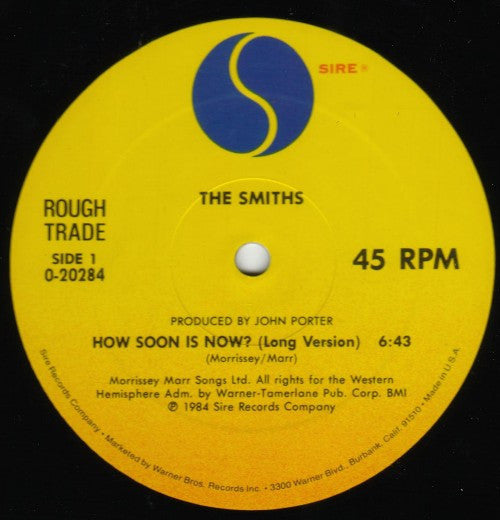 SIRE ®
THE SMITHS
ROUGH
TRADE
SIDE 1
0-20284
45 RPM
PRODUCED BY JOHN PORTER
HOW SOON IS NOW? (Long Version) 6:43
(Morrissey/Marr)
Morrissey Marr Songs Ltd. All rights for the Western
Hemisphere Adm. by Warner-Tamerlane Pub. Corp. BMI
℗ 1984 Sire Records Company
Sire Records Company • Marketed by Warner Bros. Records Inc. • 3300 Warner Blvd., Burbank, Calif. 91510 • Made in U.S.A.